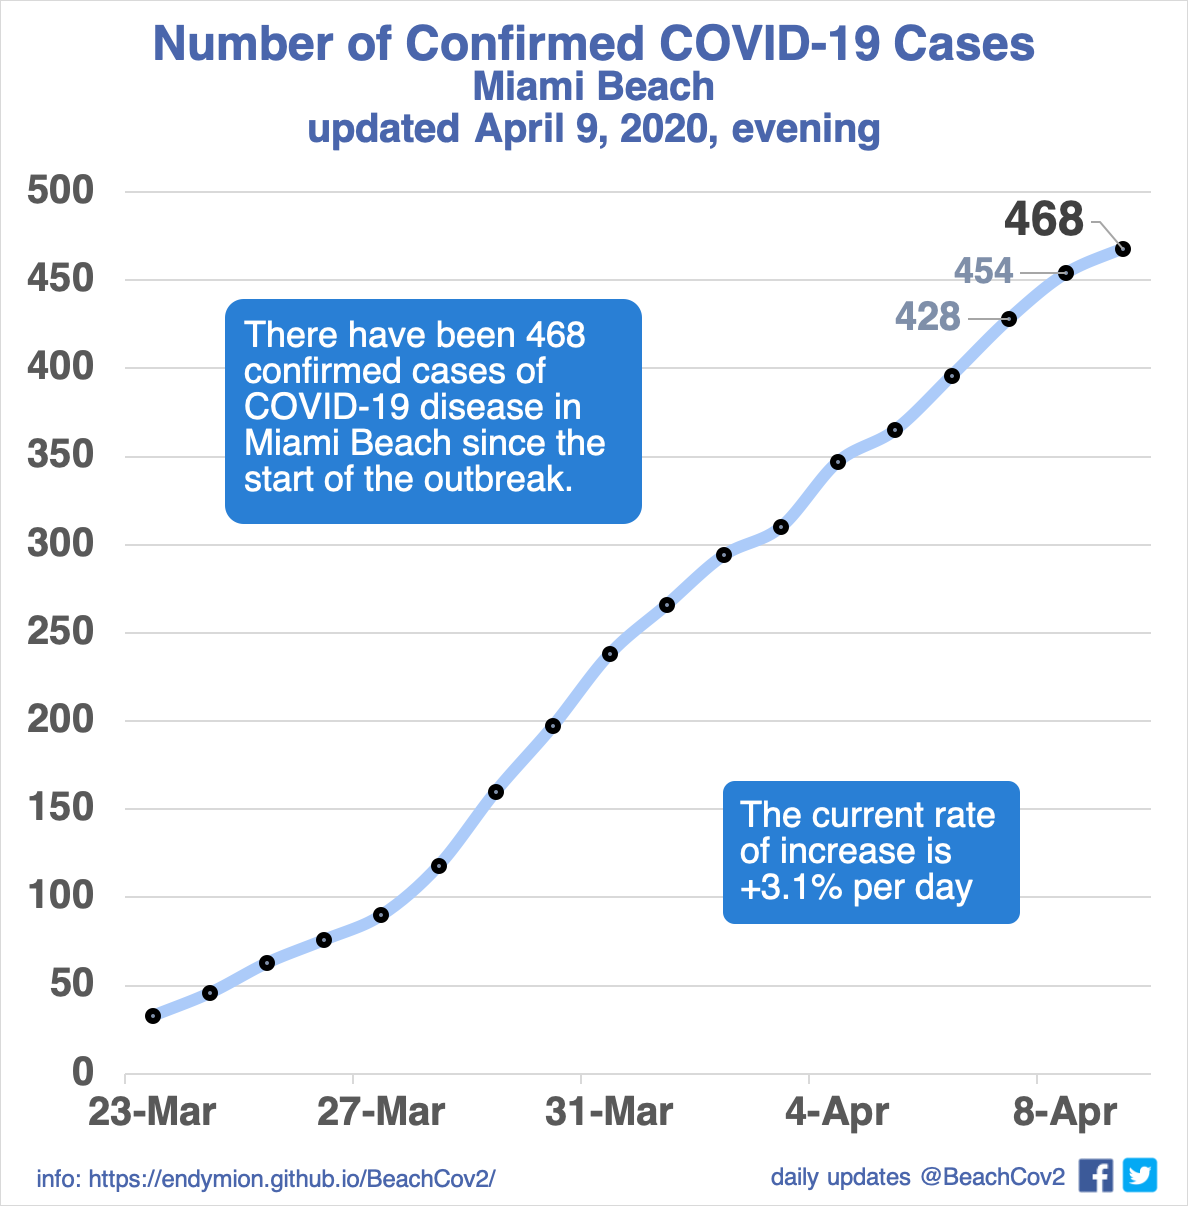 Number of Confirmed COVID-19 Cases
Miami Beach
updated April 9, 2020, evening
500
450
400
350
300
250
200
150
100
50
0
468
454
428
There have been 468
confirmed cases of
COVID-19 disease in
Miami Beach since the
start of the outbreak.
The current rate
of increase is
+3.1% per day
23-Mar
27-Mar
31-Mar
4-Apr
8-Apr
info: https://endymion.github.io/BeachCov2/
daily updates @BeachCov2